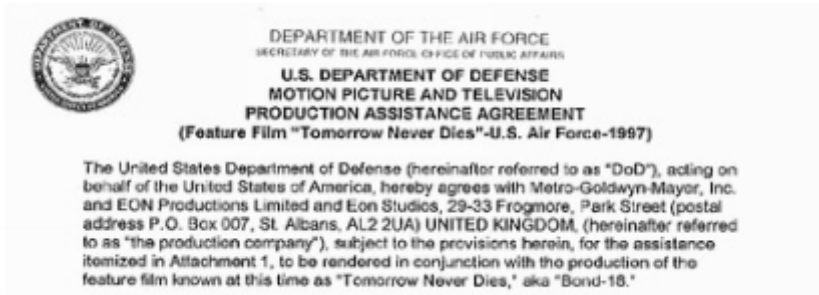 DEPARTMENT OF DEFENSE
DEPARTMENT OF THE AIR FORCE
SECRETARY OF THE AIR FORCE OFFICE OF PUBLIC AFFAIRS
U.S. DEPARTMENT OF DEFENSE
MOTION PICTURE AND TELEVISION
PRODUCTION ASSISTANCE AGREEMENT
(Feature Film "Tomorrow Never Dies"-U.S. Air Force-1997)
The United States Department of Defense (hereinafter referred to as "DoD"), acting on
behalf of the United States of America, hereby agrees with Metro-Goldwyn-Mayer, Inc.
and EON Productions Limited and Eon Studios, 29-33 Frogmore, Park Street (postal
address P.O. Box 007, St. Albans, AL2 2UA) UNITED KINGDOM, (hereinafter referred
to as "the production company"), subject to the provisions herein, for the assistance
itemized in Attachment 1, to be rendered in conjunction with the production of the
feature film known at this time as "Tomorrow Never Dies," aka "Bond-18."